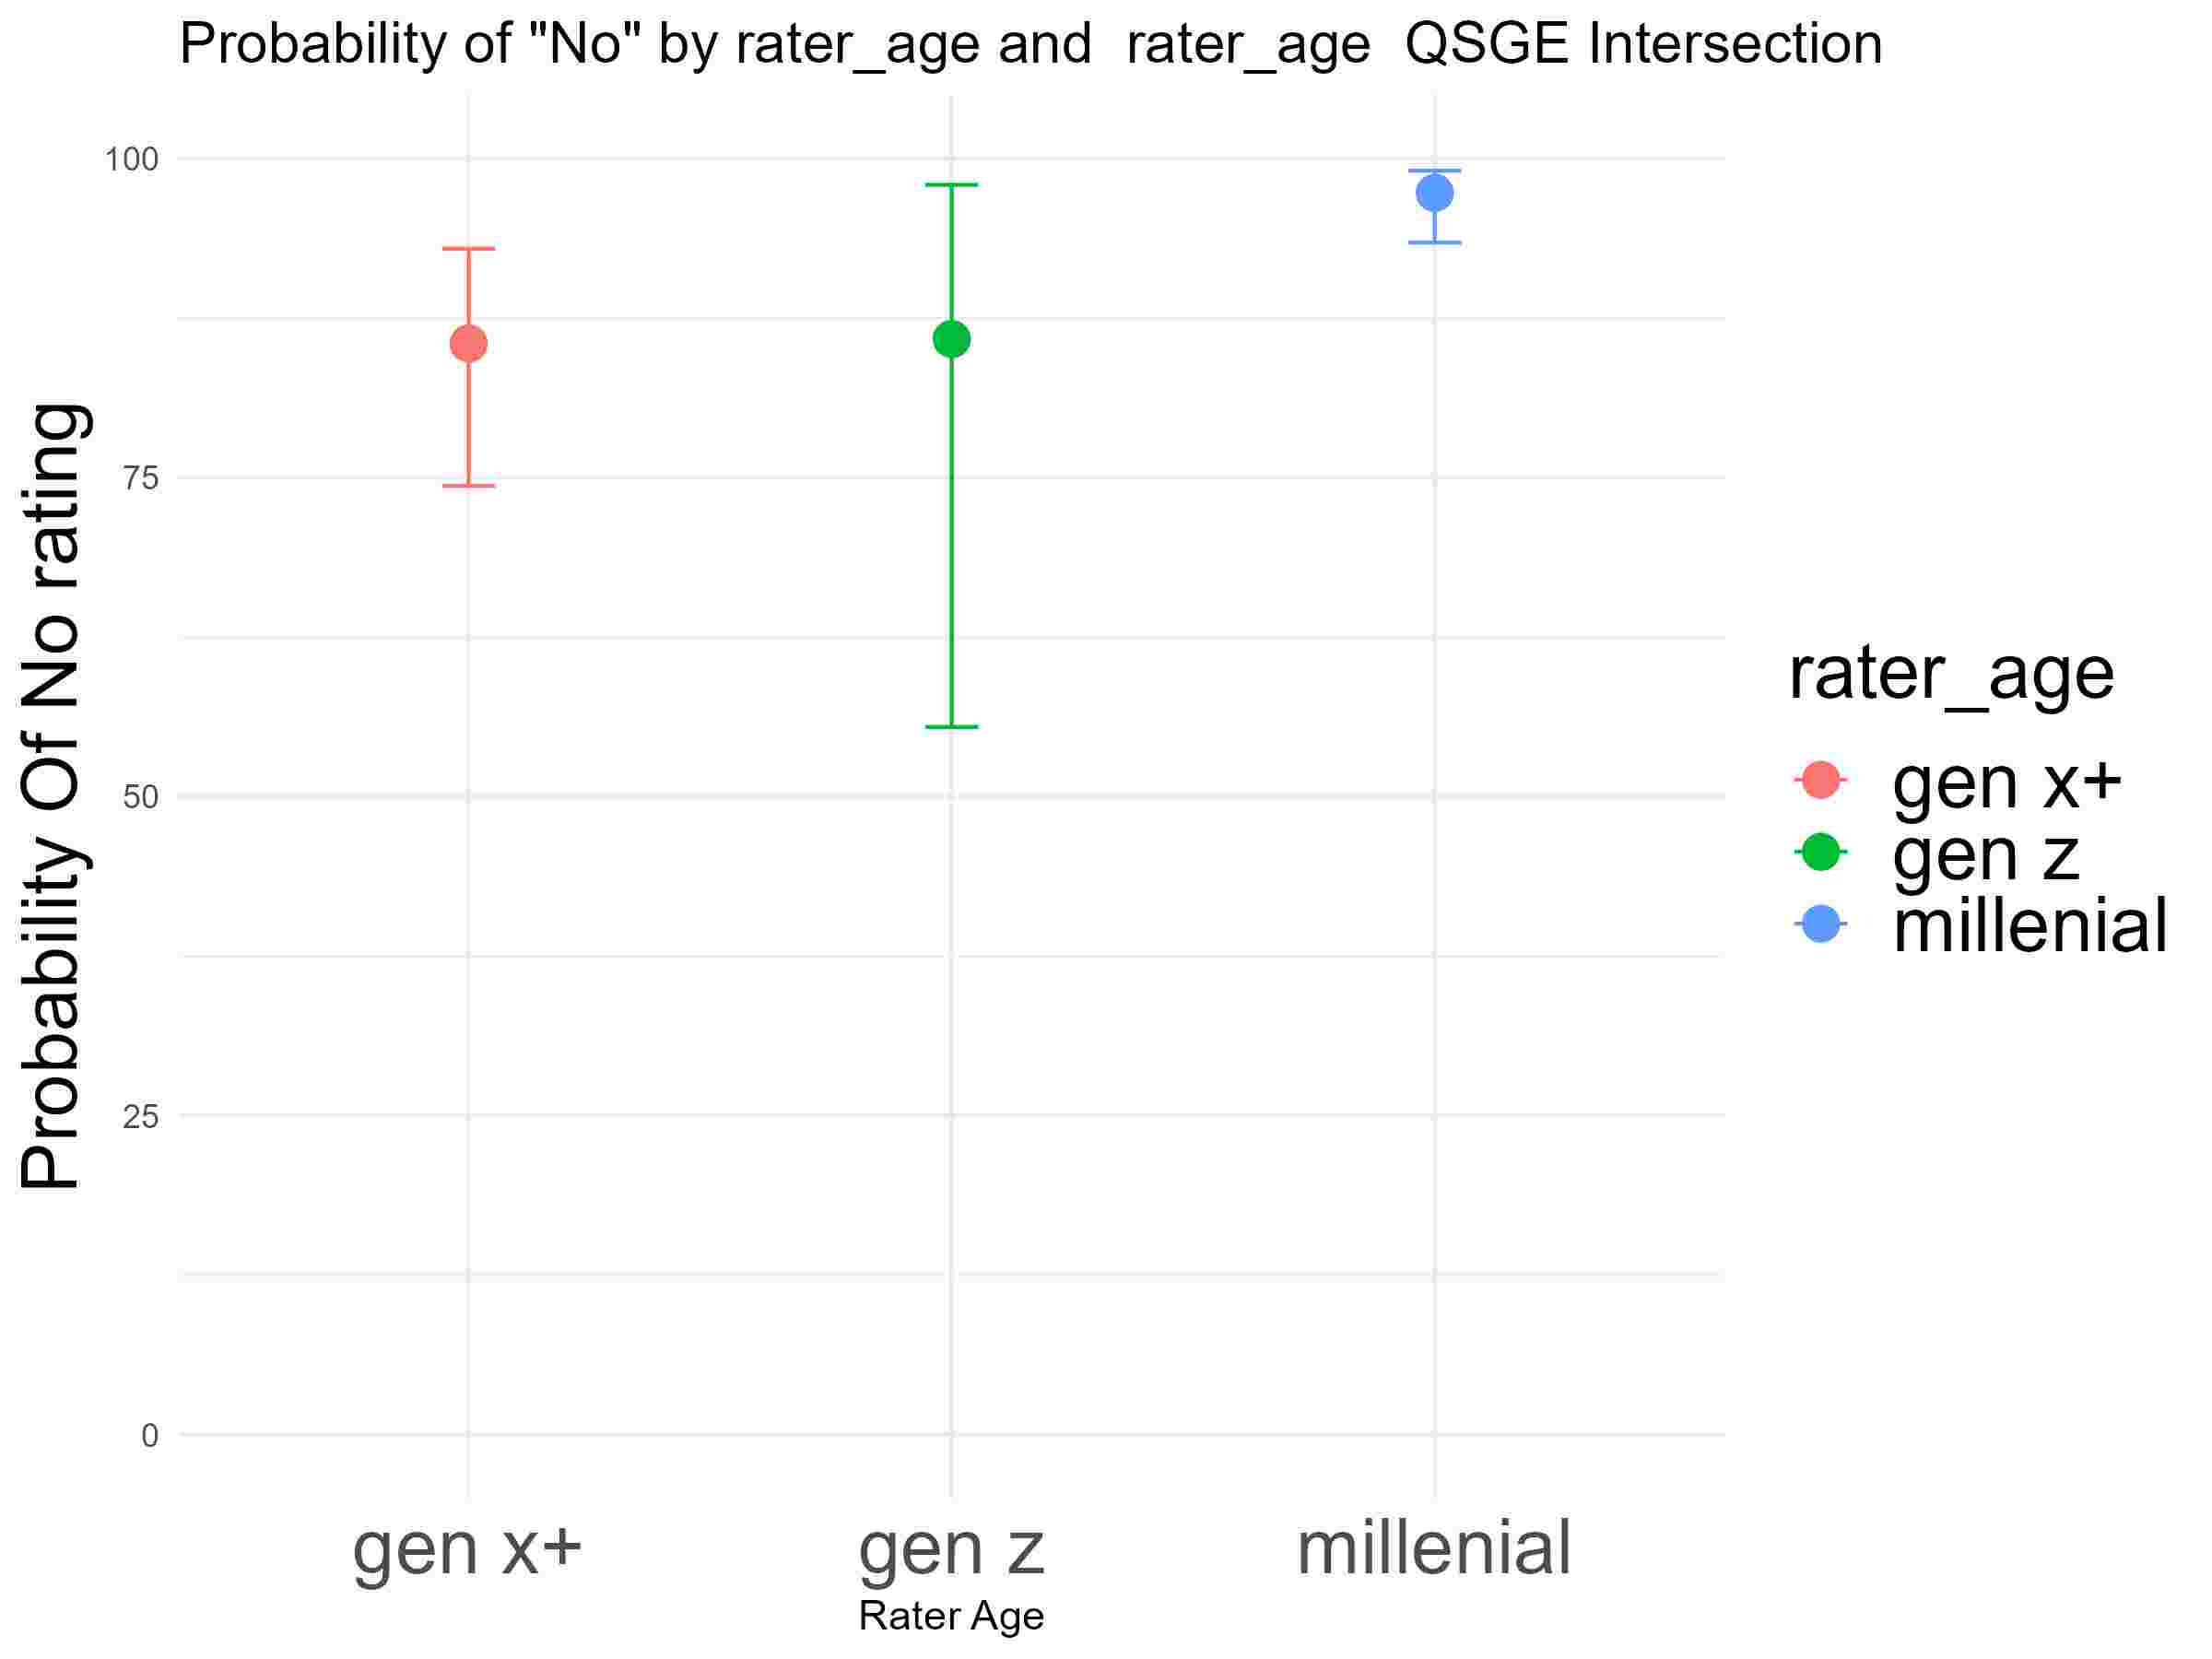 Probability of "No" by rater_age and  rater_age  QSGE Intersection
Probability Of No rating
100
75
50
25
0
gen x+
gen z
millenial
Rater Age
rater_age
gen x+
gen z
millenial